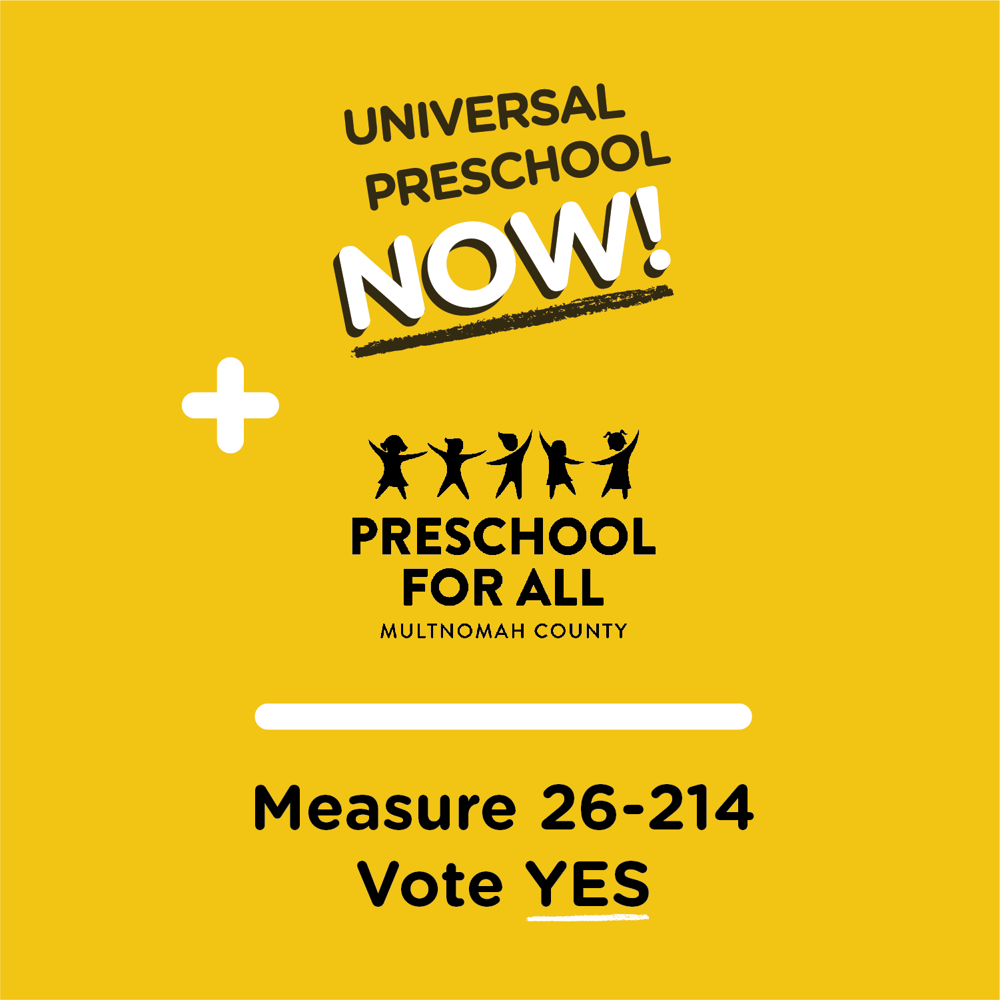 UNIVERSAL
PRESCHOOL
NOW!
+
PRESCHOOL
FOR ALL
MULTNOMAH COUNTY
Measure 26-214
Vote YES